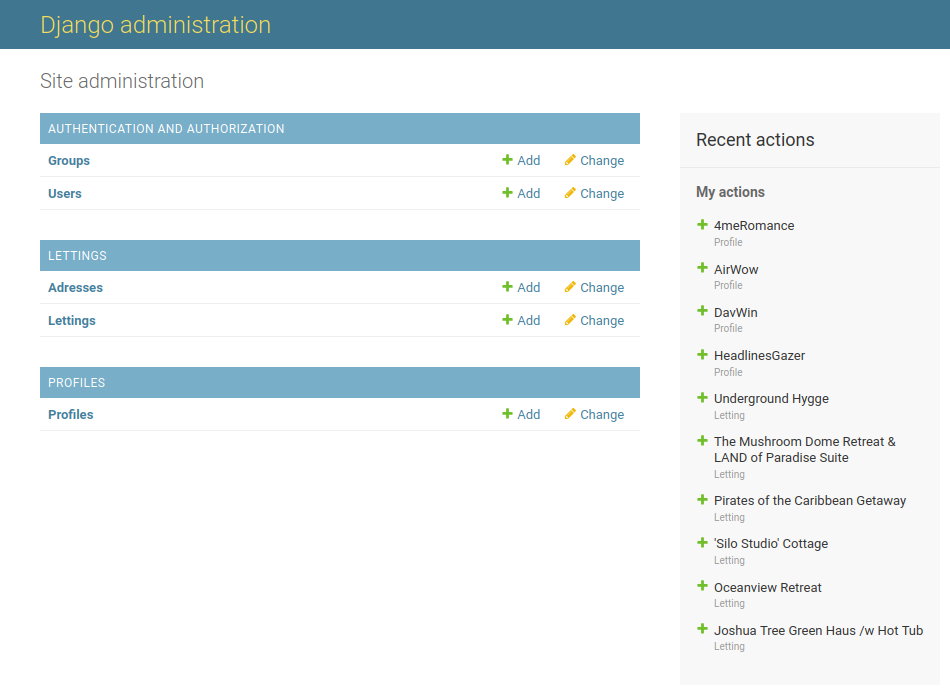 Django administration
Site administration
AUTHENTICATION AND AUTHORIZATION
Groups Add Change
Users Add Change
LETTINGS
Adresses Add Change
Lettings Add Change
PROFILES
Profiles Add Change
Recent actions
My actions
4meRomance
Profile
AirWow
Profile
DavWin
Profile
HeadlinesGazer
Profile
Underground Hygge
Letting
The Mushroom Dome Retreat &
LAND of Paradise Suite
Letting
Pirates of the Caribbean Getaway
Letting
'Silo Studio' Cottage
Letting
Oceanview Retreat
Letting
Joshua Tree Green Haus /w Hot Tub
Letting